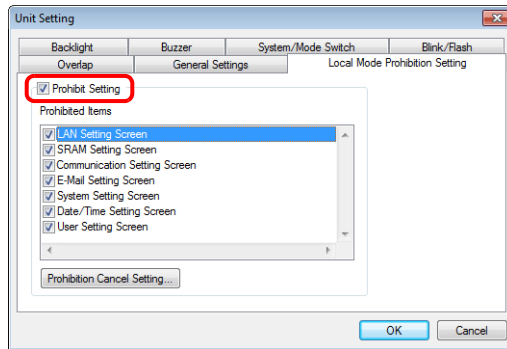 Unit Setting
Backlight Buzzer System/Mode Switch Blink/Flash
Overlap General Settings Local Mode Prohibition Setting
Prohibit Setting
Prohibited Items
LAN Setting Screen
SRAM Setting Screen
Communication Setting Screen
E-Mail Setting Screen
System Setting Screen
Date/Time Setting Screen
User Setting Screen
Prohibition Cancel Setting...
OK Cancel